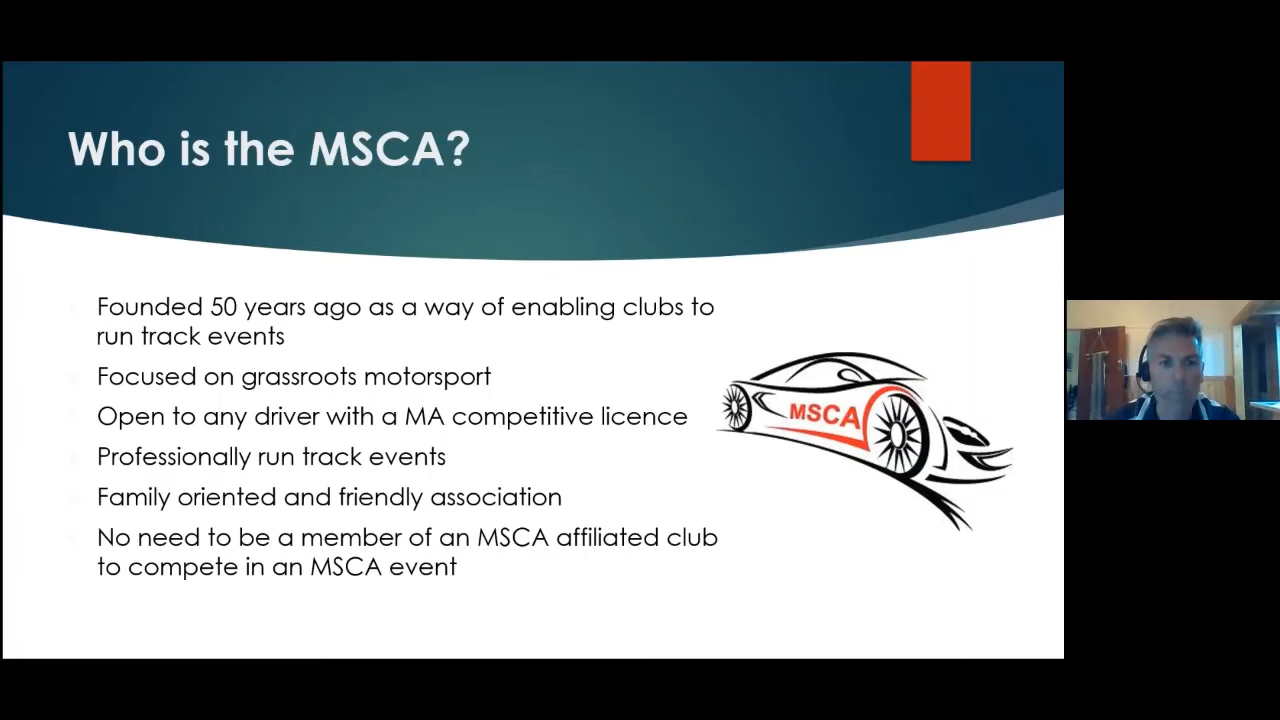 Who is the MSCA?
Founded 50 years ago as a way of enabling clubs to
run track events
Focused on grassroots motorsport
Open to any driver with a MA competitive licence
Professionally run track events
Family oriented and friendly association
No need to be a member of an MSCA affiliated club
to compete in an MSCA event
MSCA